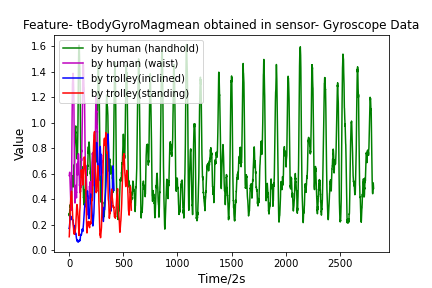 Feature- tBodyGyroMagmean obtained in sensor- Gyroscope Data
1.6
1.4
1.2
1.0
0.8
0.6
0.4
0.2
0.0
Value
by human (handhold)
by human (waist)
by trolley(inclined)
by rolley(standing)
0
500
1000
1500
2000
2500
Time/2s